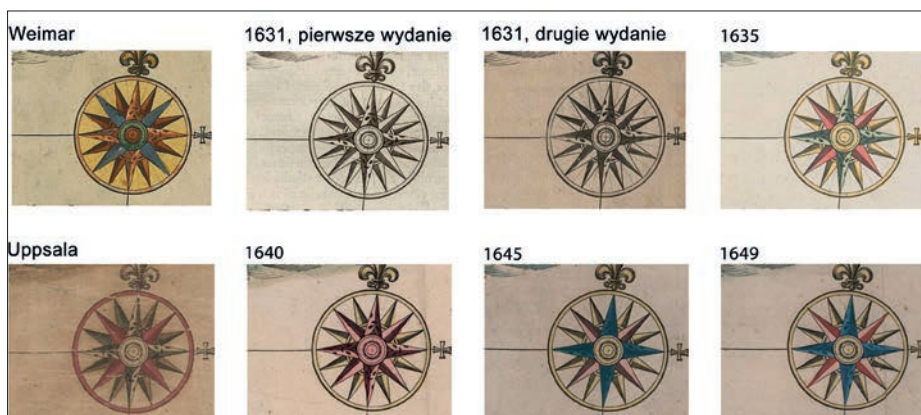 Weimar
1631, pierwsze wydanie
1631, drugie wydanie
1635
Uppsala
1640
1645
1649